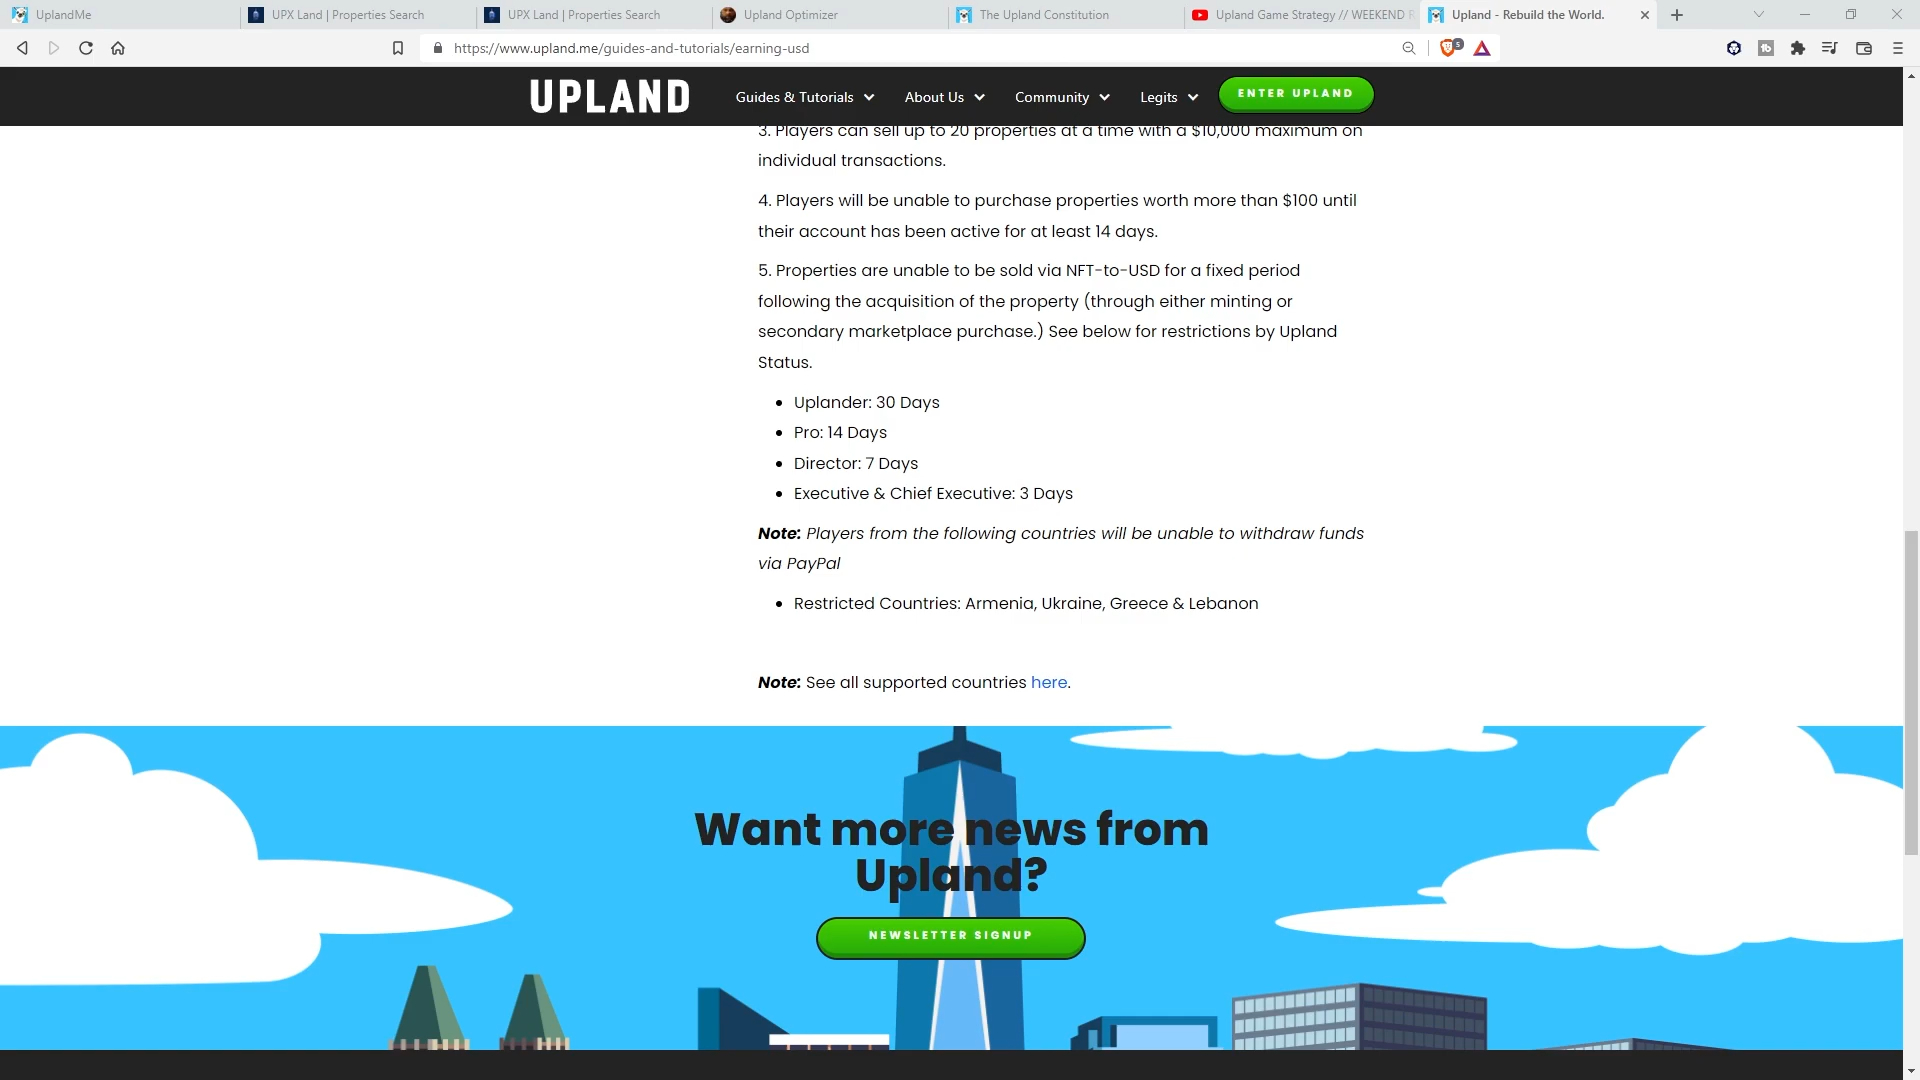 UplandMe
UPX Land | Properties Search
UPX Land | Properties Search
Upland Optimizer
The Upland Constitution
Upland Game Strategy // WEEKEND
Upland - Rebuild the World.
https://www.upland.me/guides-and-tutorials/earning-usd
5
UPLAND
Guides & Tutorials
About Us
Community
Legits
ENTER UPLAND
3. Players can sell up to 20 properties at a time with a $10,000 maximum on
individual transactions.
4. Players will be unable to purchase properties worth more than $100 until
their account has been active for at least 14 days.
5. Properties are unable to be sold via NFT-to-USD for a fixed period
following the acquisition of the property (through either minting or
secondary marketplace purchase.) See below for restrictions by Upland
Status.
• Uplander: 30 Days
• Pro: 14 Days
• Director: 7 Days
• Executive & Chief Executive: 3 Days
Note: Players from the following countries will be unable to withdraw funds
via PayPal
• Restricted Countries: Armenia, Ukraine, Greece & Lebanon
Note: See all supported countries here.
Want more news from
Upland?
NEWSLETTER SIGNUP